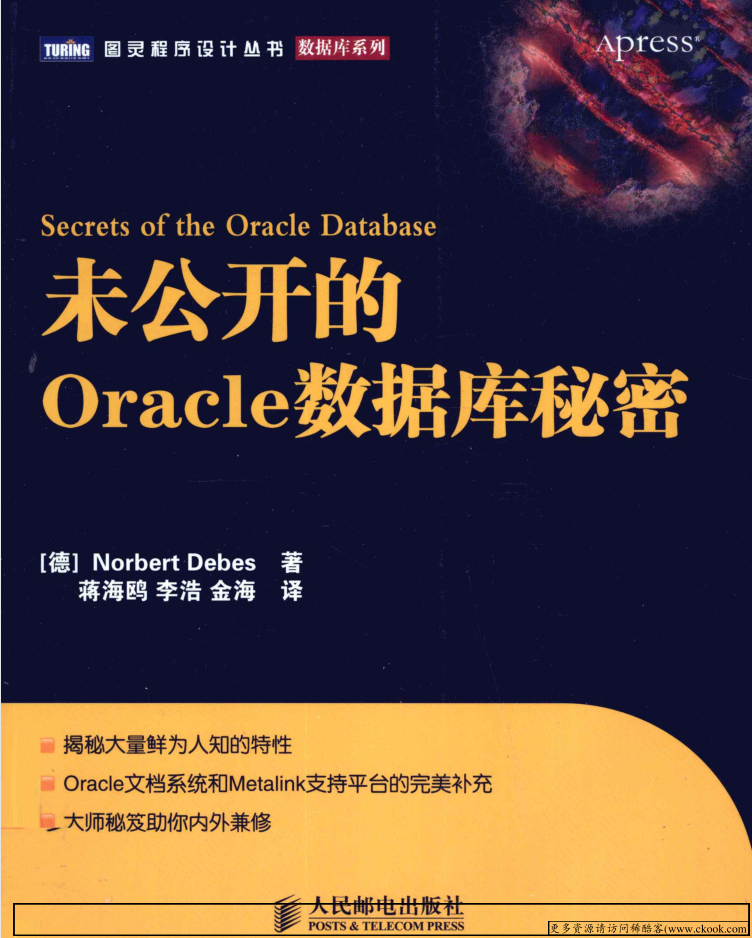 TURING 图灵程序设计丛书 数据库系列
Apress®
Secrets of the Oracle Database
未公开的
Oracle数据库秘密
[德] Norbert Debes 著
蒋海鸥 李浩 金海 译
揭秘大量鲜为人知的特性
Oracle文档系统和Metalink支持平台的完美补充
大师秘笈助你内外兼修
人民邮电出版社
POSTS & TELECOM PRESS
更多资源请访问稀酷客(www.ckook.com